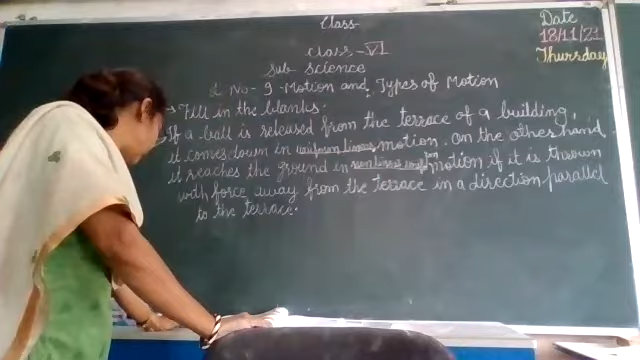 Class
Date
18/11/21
Thursday
Class - VI
Sub Science
L No- 9 - Motion and Types of Motion
→ Fill in the blanks.
If a ball is released from the terrace of a building,
it comes down in uniform linear motion. On the other hand,
it reaches the ground in non linear motion if it is thrown
with force away from the terrace in a direction parallel
to the terrace.